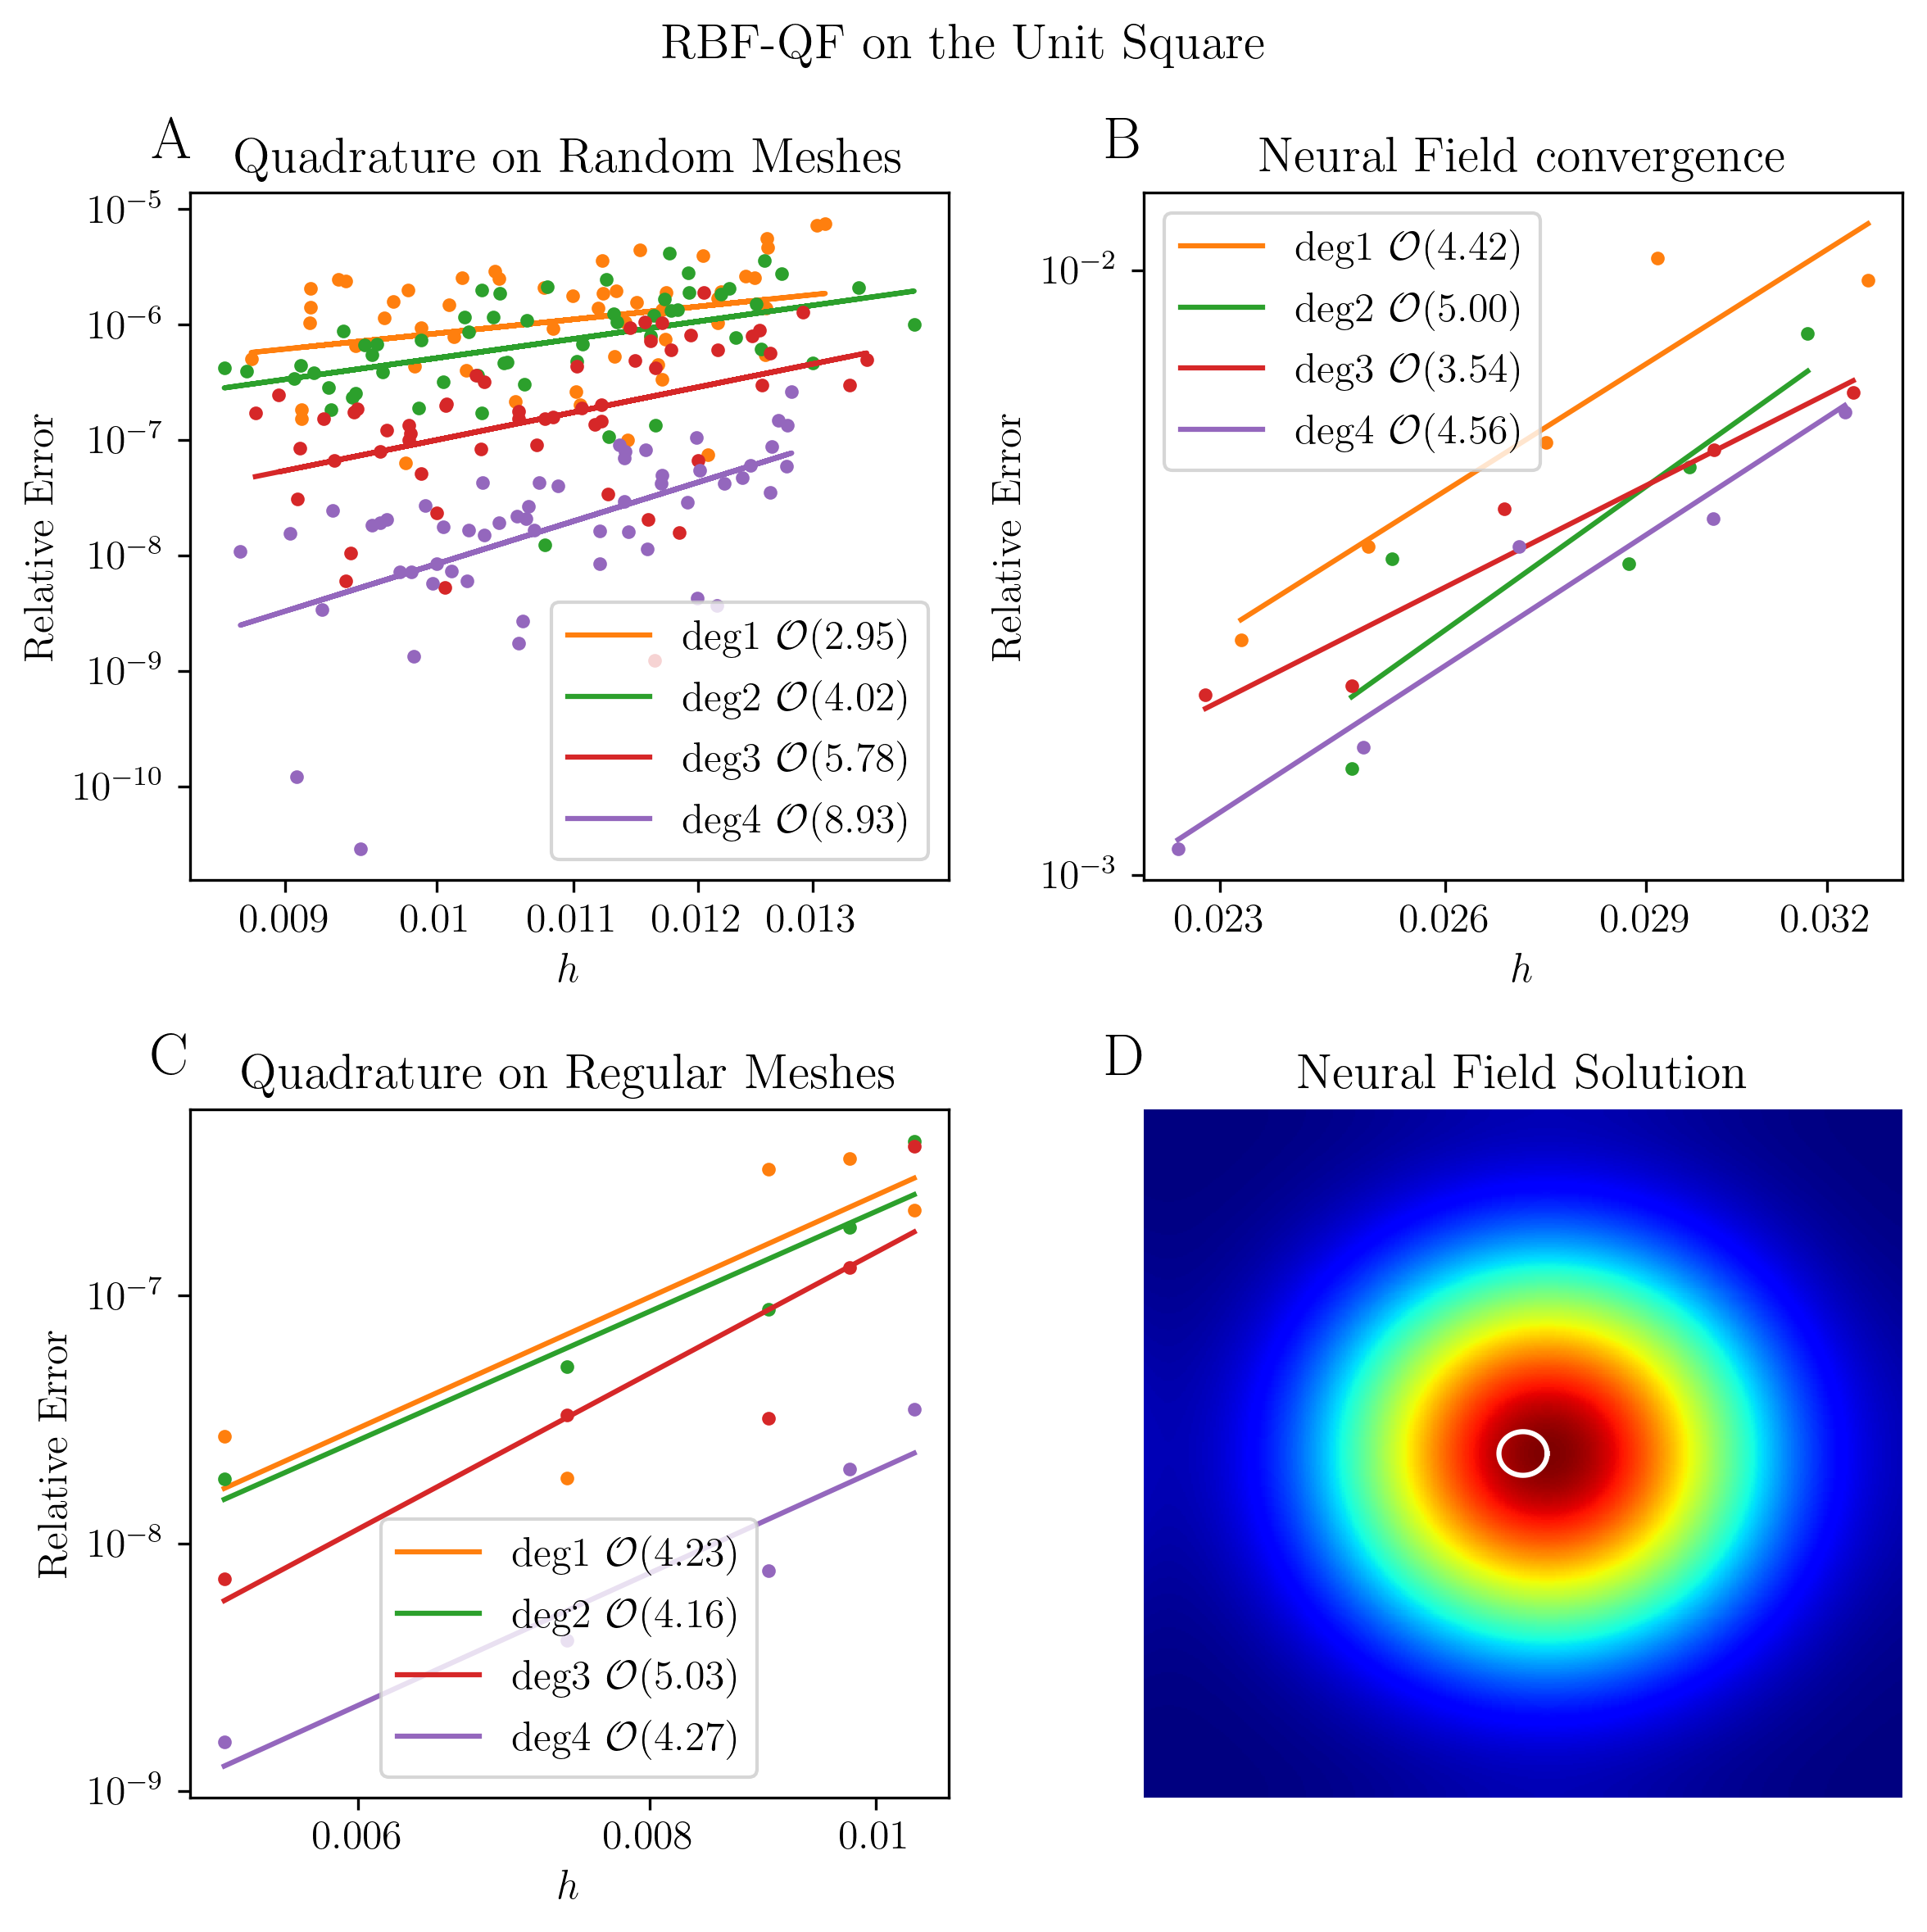 RBF-QF on the Unit Square
A
Quadrature on Random Meshes
Relative Error
10⁻⁵
10⁻⁶
10⁻⁷
10⁻⁸
10⁻⁹
10⁻¹⁰
deg1 𝒪(2.95)
deg2 𝒪(4.02)
deg3 𝒪(5.78)
deg4 𝒪(8.93)
0.009 0.01 0.011 0.012 0.013
h
B
Neural Field convergence
Relative Error
10⁻²
10⁻³
deg1 𝒪(4.42)
deg2 𝒪(5.00)
deg3 𝒪(3.54)
deg4 𝒪(4.56)
0.023 0.026 0.029 0.032
h
C
Quadrature on Regular Meshes
Relative Error
10⁻⁷
10⁻⁸
10⁻⁹
deg1 𝒪(4.23)
deg2 𝒪(4.16)
deg3 𝒪(5.03)
deg4 𝒪(4.27)
0.006 0.008 0.01
h
D
Neural Field Solution